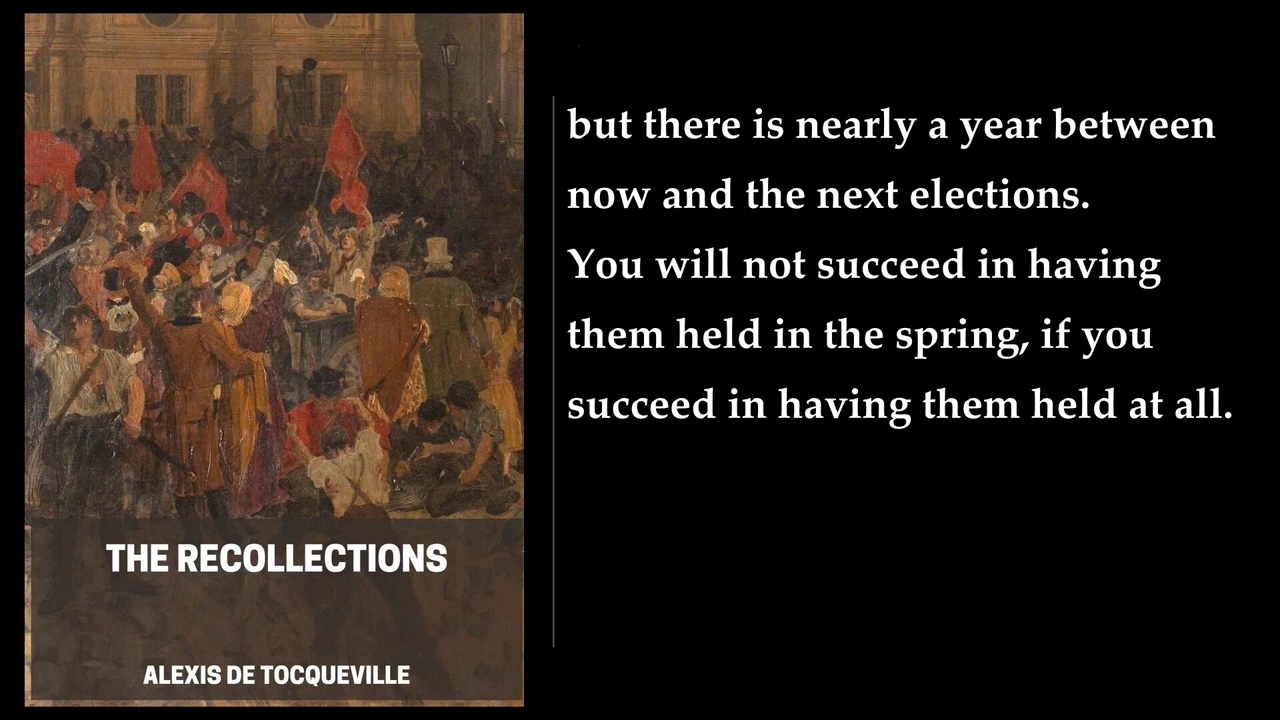 but there is nearly a year between
now and the next elections.
You will not succeed in having
them held in the spring, if you
succeed in having them held at all.
THE RECOLLECTIONS
ALEXIS DE TOCQUEVILLE